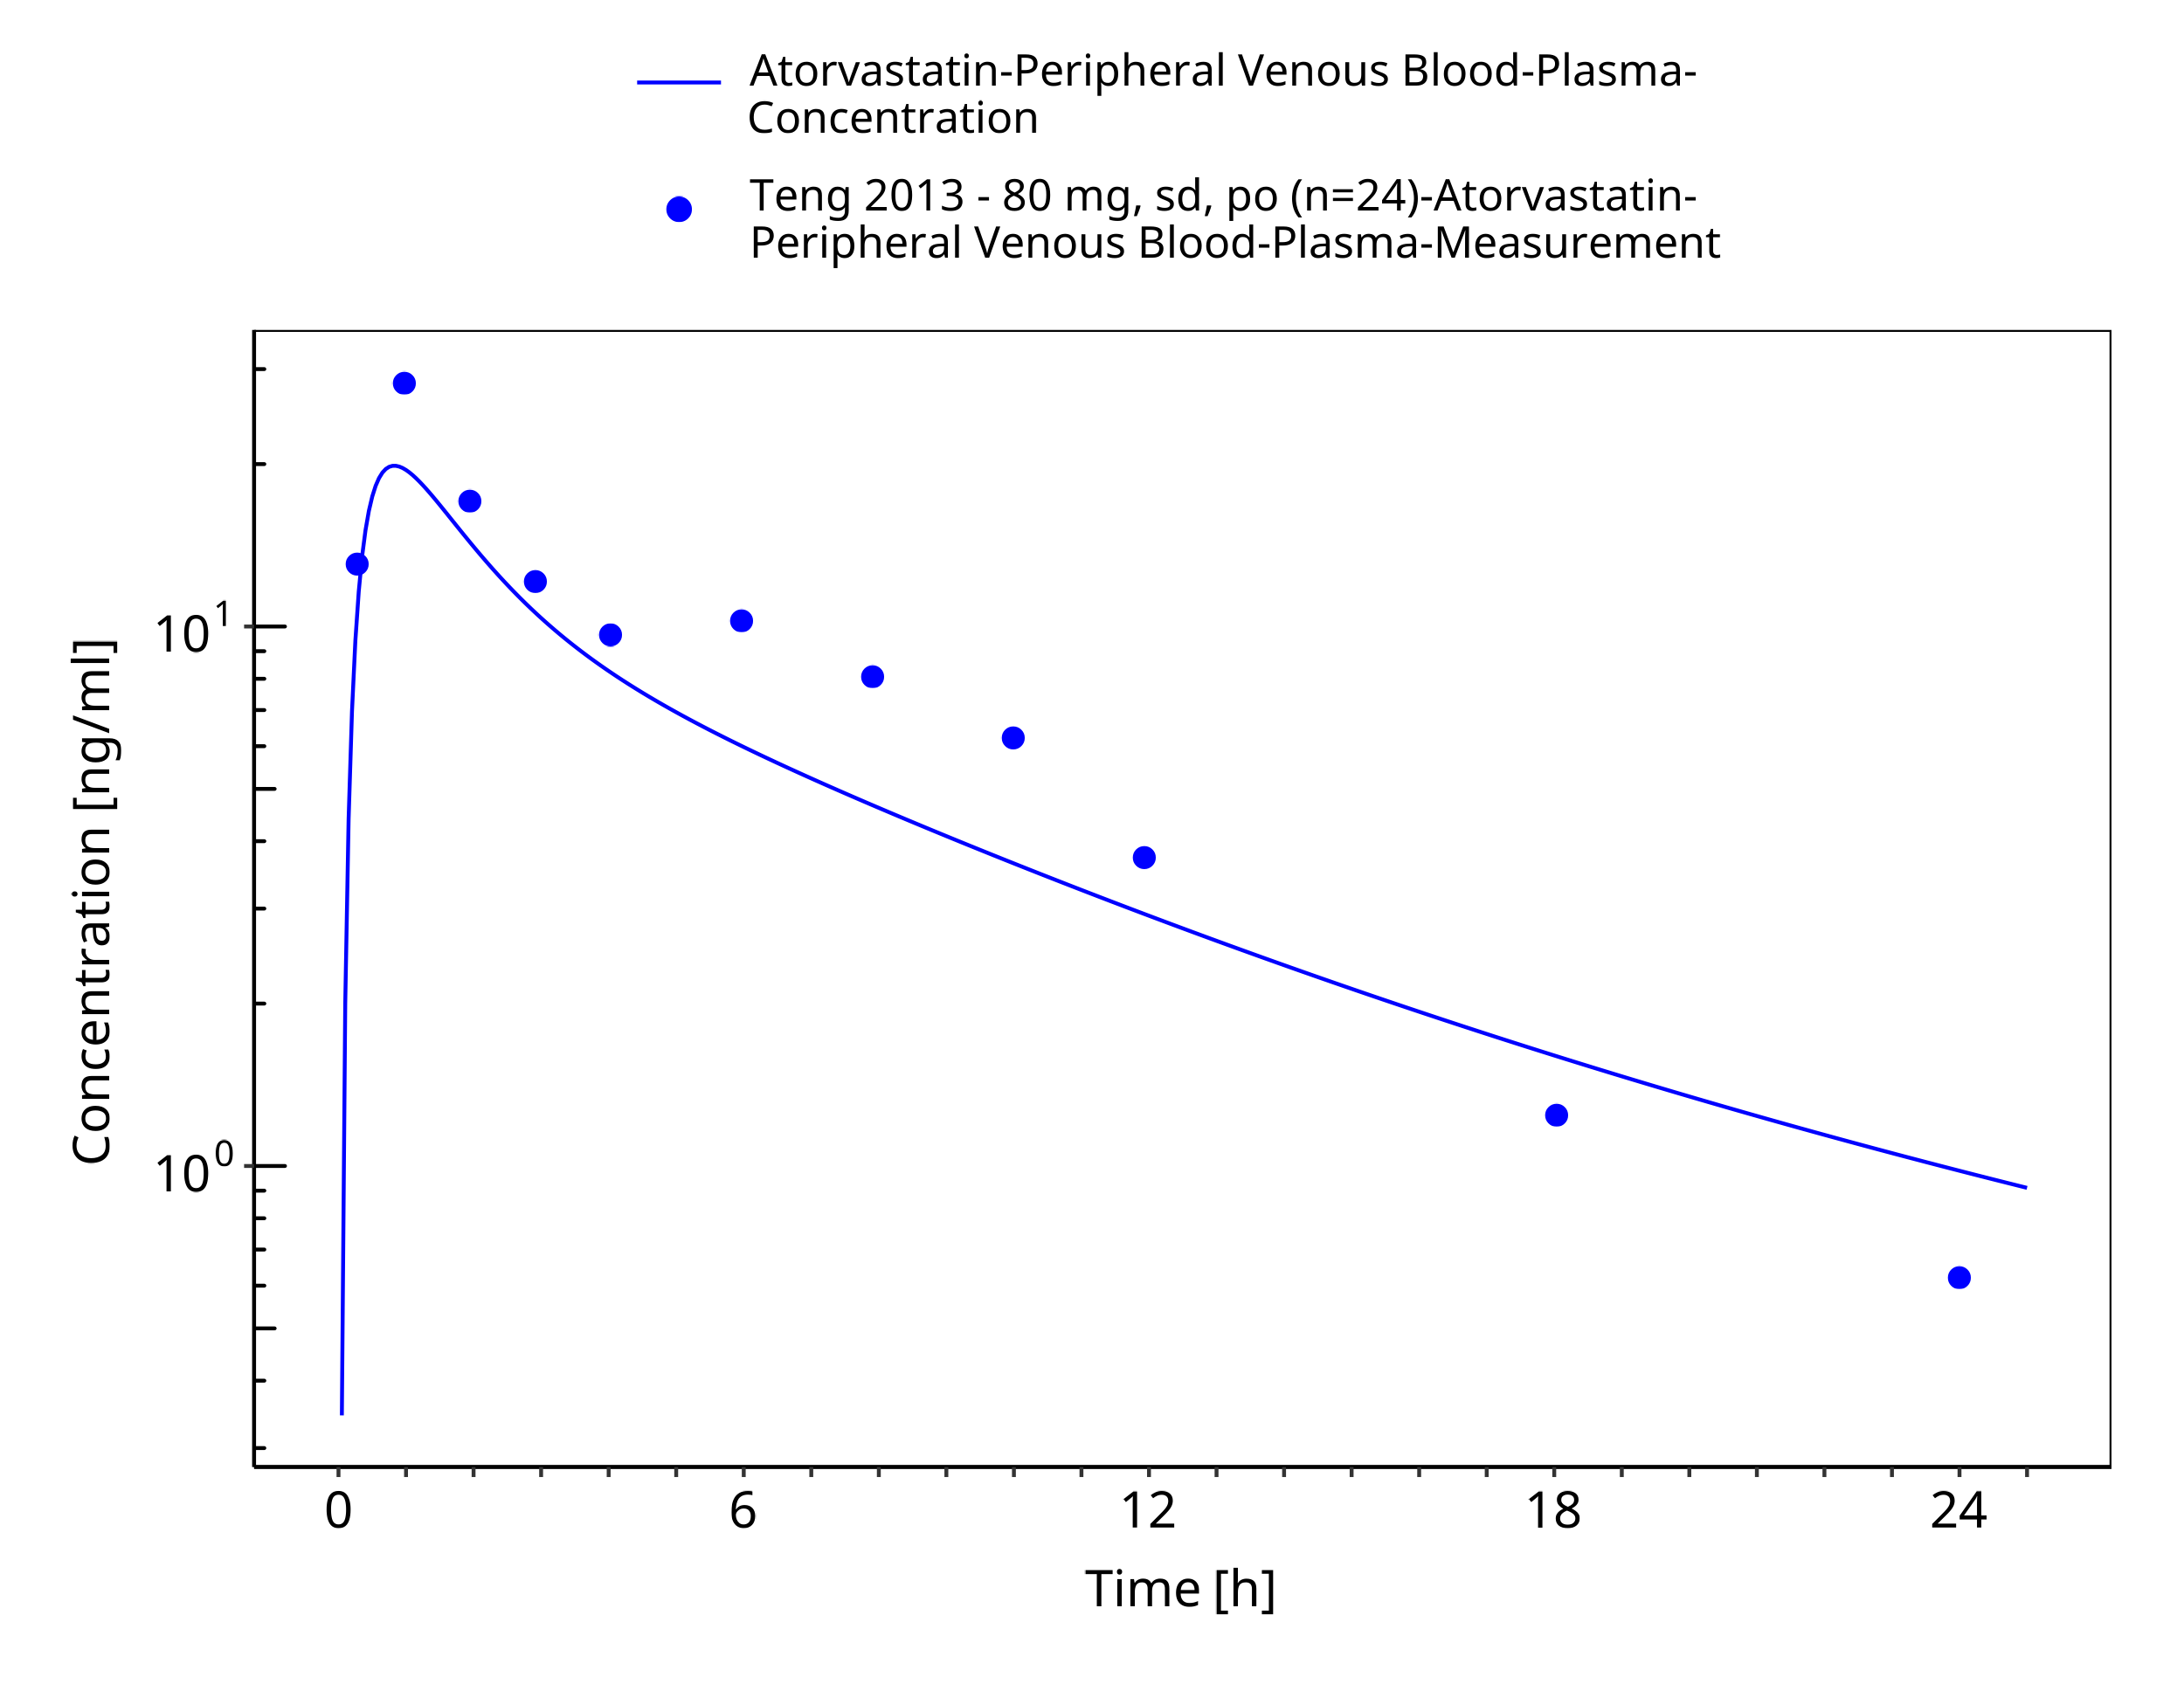 Atorvastatin-Peripheral Venous Blood-Plasma-
Concentration
Teng 2013 - 80 mg, sd, po (n=24)-Atorvastatin-
Peripheral Venous Blood-Plasma-Measurement
Concentration [ng/ml]
10¹
10⁰
0 6 12 18 24
Time [h]